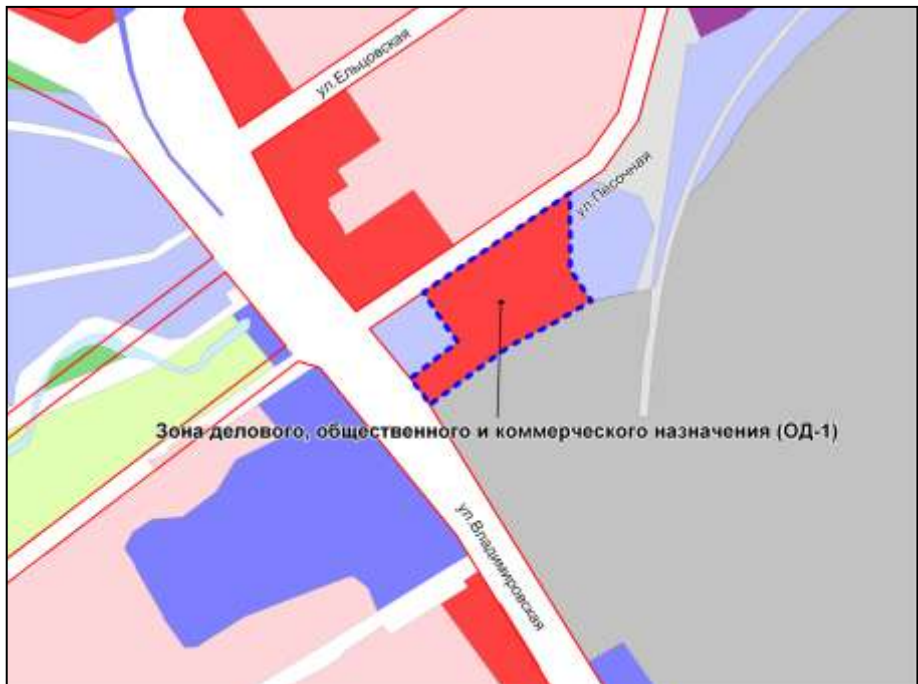 ул.Ельцовская
ул.Песочная
Зона делового, общественного и коммерческого назначения (ОД-1)
ул.Владимировская